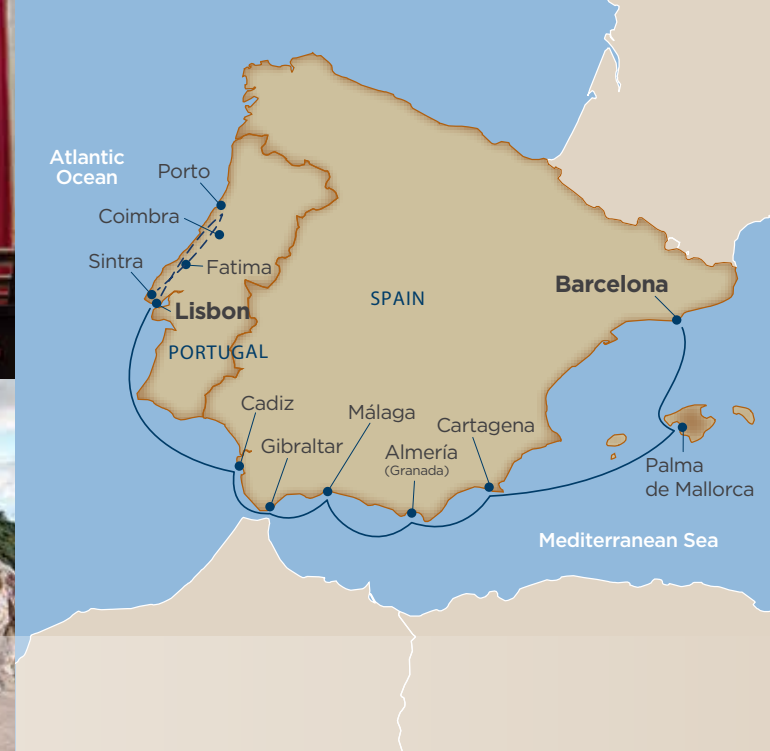 Atlantic
Ocean
Porto
Coimbra
Sintra
Fatima
Lisbon
PORTUGAL
SPAIN
Barcelona
Cadiz
Gibraltar
Málaga
Almería
(Granada)
Cartagena
Palma
de Mallorca
Mediterranean Sea